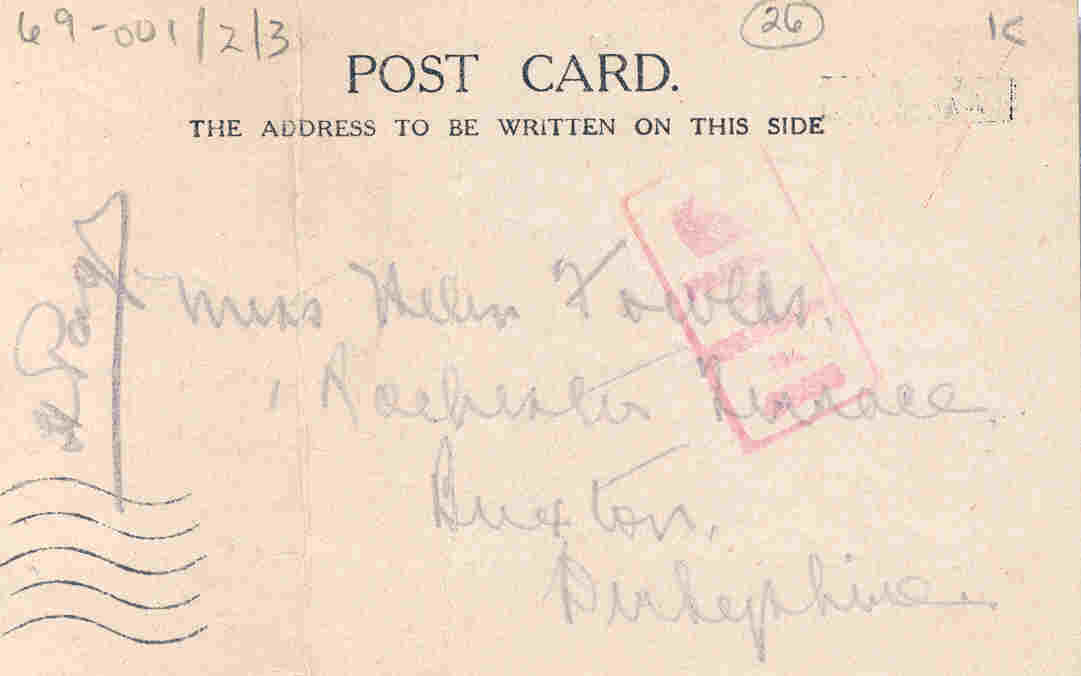 69-001/2/3
26
POST CARD.
THE ADDRESS TO BE WRITTEN ON THIS SIDE
Miss Helen Fowlds.
1 Rochester Terrace
Buxton.
Derbyshire.